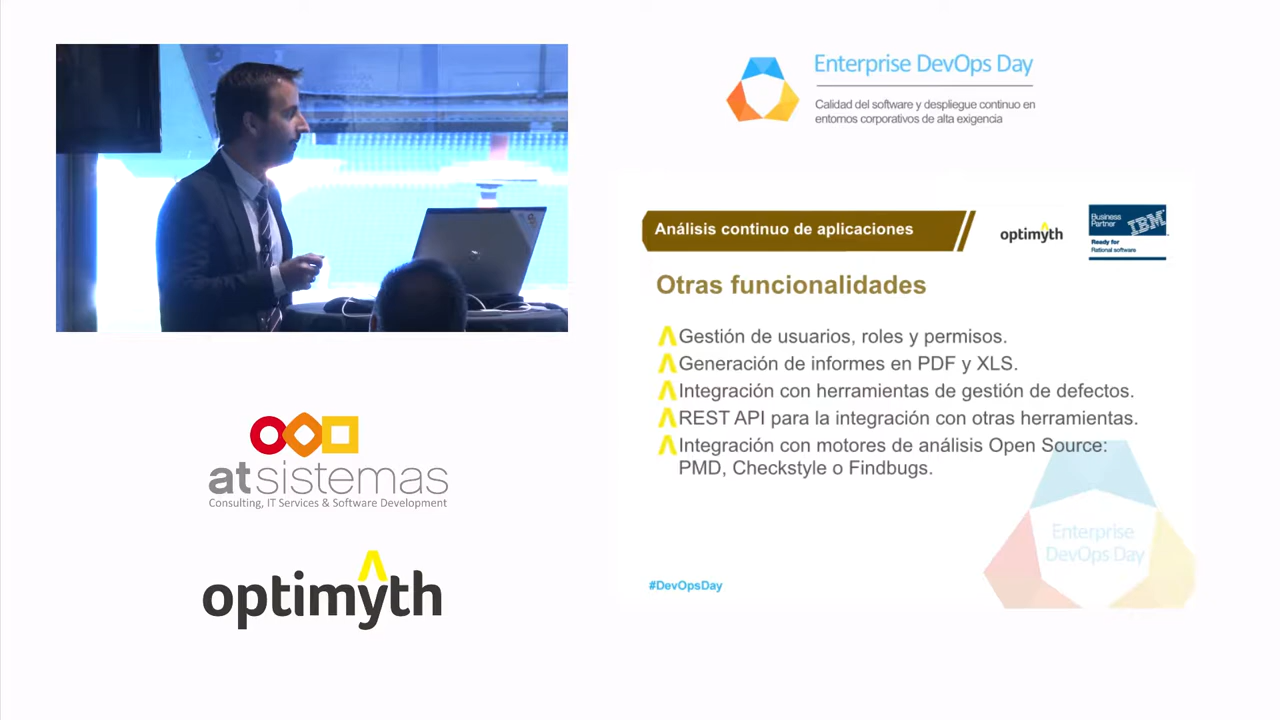 Enterprise DevOps Day
Calidad del software y despliegue continuo en
entornos corporativos de alta exigencia
Análisis continuo de aplicaciones
optimyth
Business
Partner
IBM
Ready for
Rational software
Otras funcionalidades
Gestión de usuarios, roles y permisos.
Generación de informes en PDF y XLS.
Integración con herramientas de gestión de defectos.
REST API para la integración con otras herramientas.
Integración con motores de análisis Open Source:
PMD, Checkstyle o Findbugs.
Enterprise
DevOps Day
#DevOpsDay
atsistemas
Consulting, IT Services & Software Development
optimyth